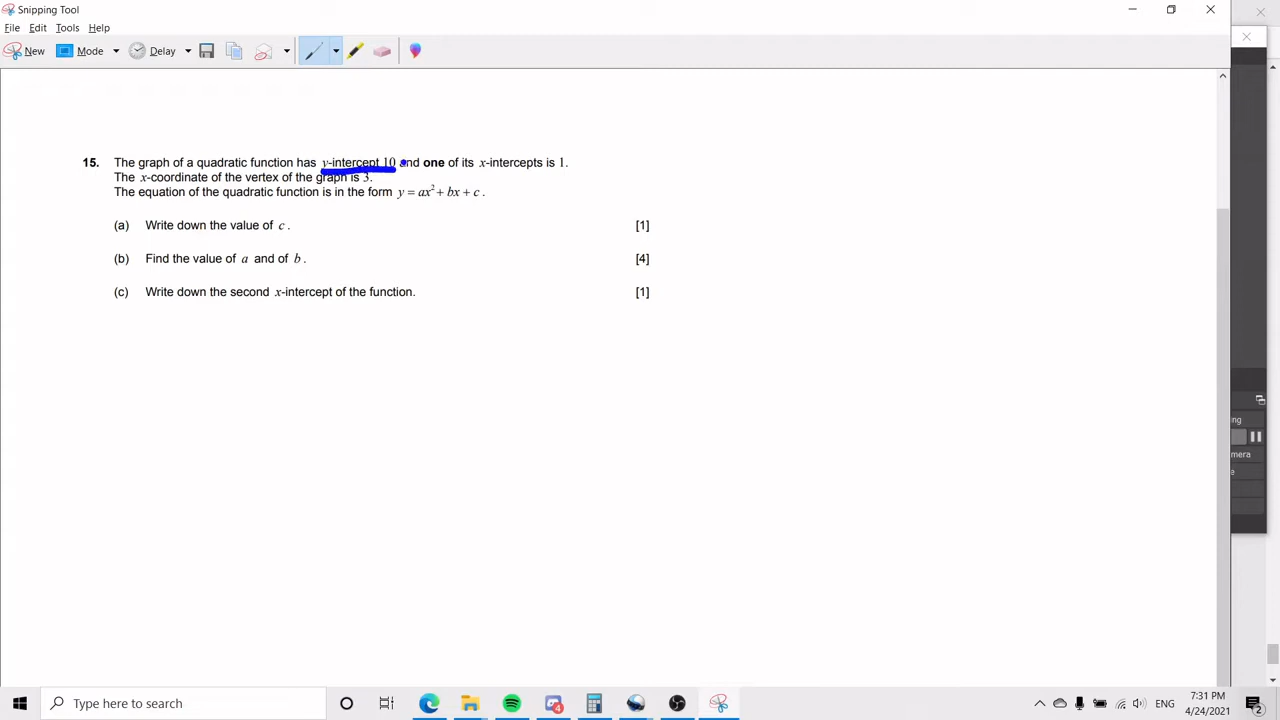 Snipping Tool
File Edit Tools Help
New Mode Delay
15. The graph of a quadratic function has y-intercept 10 and one of its x-intercepts is 1.
The x-coordinate of the vertex of the graph is 3.
The equation of the quadratic function is in the form y = ax² + bx + c .
(a) Write down the value of c . [1]
(b) Find the value of a and of b . [4]
(c) Write down the second x-intercept of the function. [1]
ng
mera
e
Type here to search
4
ENG
7:31 PM
4/24/2021
2